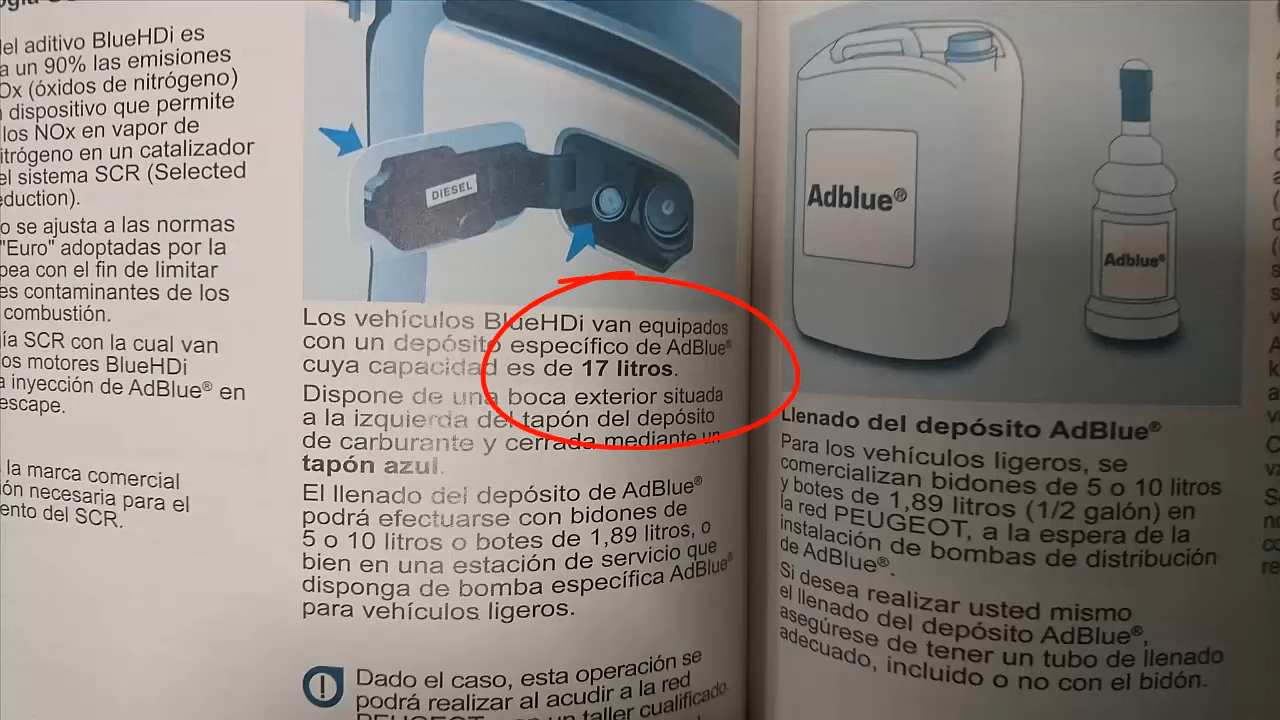 del aditivo BlueHDi es
a un 90% las emisiones
Ox (óxidos de nitrógeno)
dispositivo que permite
los NOx en vapor de
itrógeno en un catalizador
el sistema SCR (Selected
eduction).
o se ajusta a las normas
"Euro" adoptadas por la
pea con el fin de limitar
es contaminantes de los
combustión.
gía SCR con la cual van
los motores BlueHDi
a inyección de AdBlue® en
escape.
la marca comercial
ión necesaria para el
ento del SCR.
DIESEL
Los vehículos BlueHDi van equipados
con un depósito específico de AdBlue®
cuya capacidad es de 17 litros.
Dispone de una boca exterior situada
a la izquierda del tapón del depósito
de carburante y cerrada mediante un
tapón azul.
El llenado del depósito de AdBlue®
podrá efectuarse con bidones de
5 o 10 litros o botes de 1,89 litros, o
bien en una estación de servicio que
disponga de bomba específica AdBlue®
para vehículos ligeros.
Dado el caso, esta operación se
podrá realizar al acudir a la red
PEUGEOT un taller cualificado.
Adblue®
Adblue®
Llenado del depósito AdBlue®
Para los vehículos ligeros, se
comercializan bidones de 5 o 10 litros
y botes de 1,89 litros (1/2 galón) en
la red PEUGEOT, a la espera de la
instalación de bombas de distribución
de AdBlue®.
Si desea realizar usted mismo
el llenado del depósito AdBlue®,
asegúrese de tener un tubo de llenado
adecuado, incluido o no con el bidón.